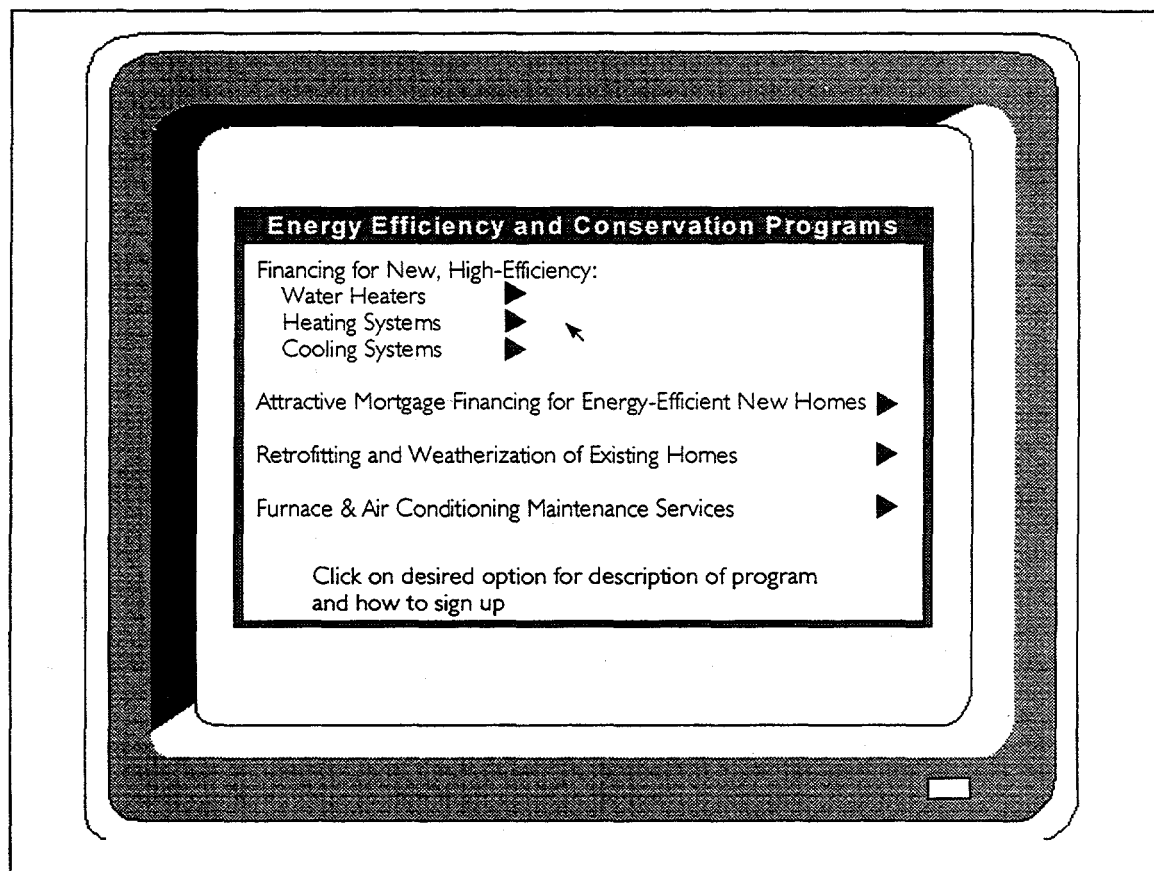 Energy Efficiency and Conservation Programs
Financing for New, High-Efficiency:
Water Heaters
Heating Systems
Cooling Systems
Attractive Mortgage Financing for Energy-Efficient New Homes
Retrofitting and Weatherization of Existing Homes
Furnace & Air Conditioning Maintenance Services
Click on desired option for description of program
and how to sign up